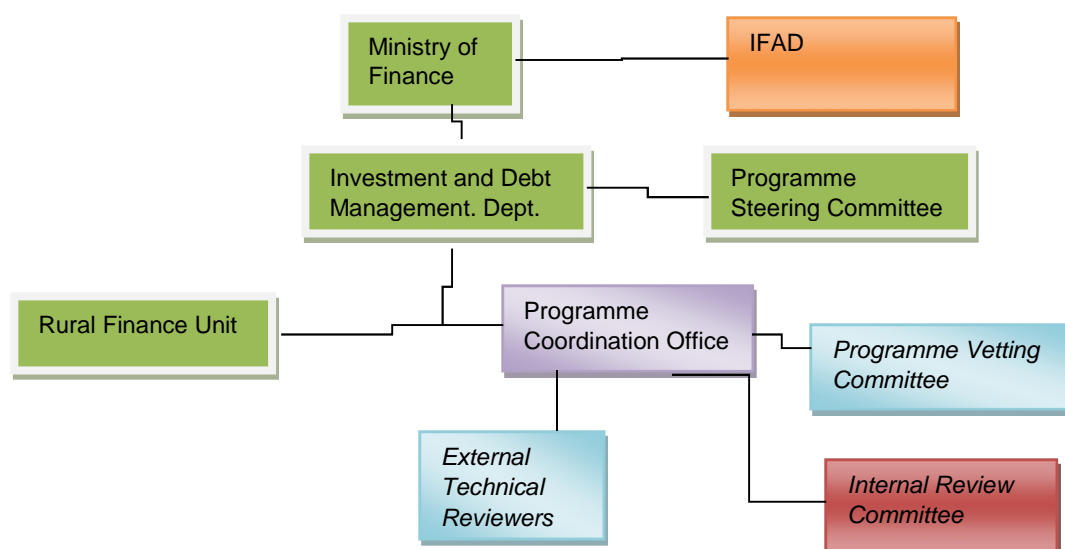 Ministry of
Finance
IFAD
Investment and Debt
Management. Dept.
Programme
Steering Committee
Rural Finance Unit
Programme
Coordination Office
Programme Vetting
Committee
External
Technical
Reviewers
Internal Review
Committee